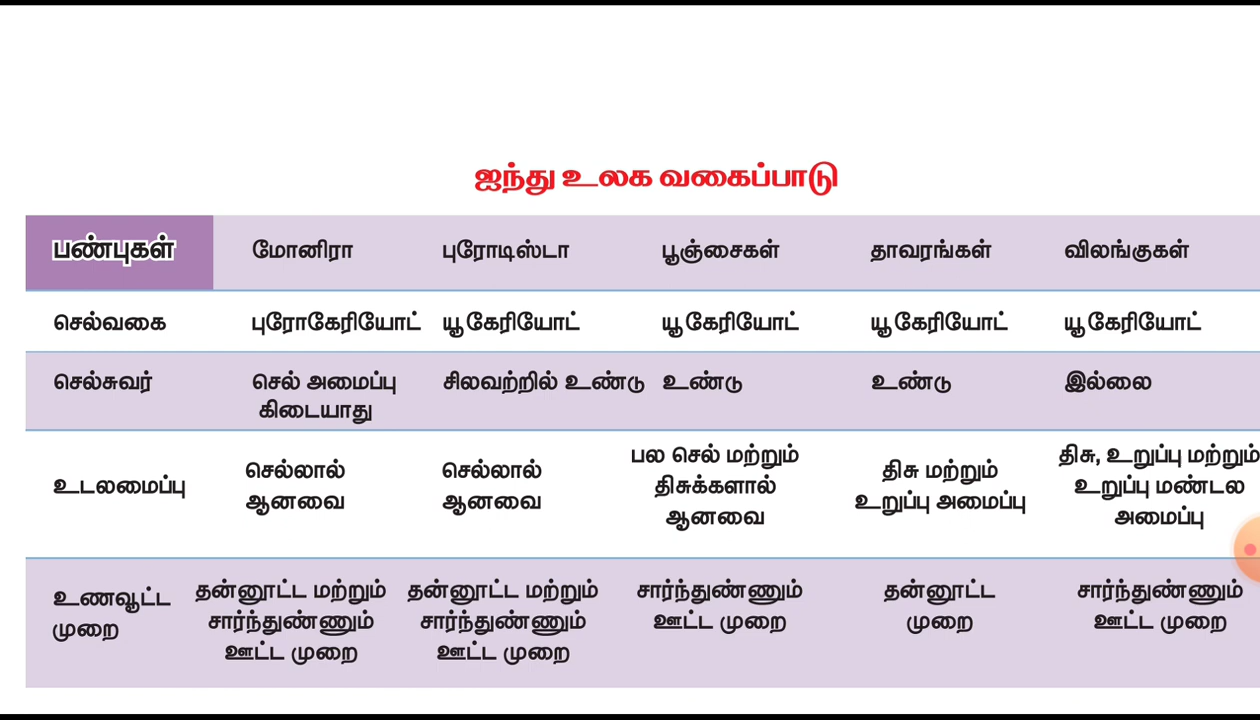 ஐந்து உலக வகைப்பாடு
பண்புகள் மோனிரா புரோடிஸ்டா பூஞ்சைகள் தாவரங்கள் விலங்குகள்
செல்வகை புரோகேரியோட் யூகேரியோட் யூகேரியோட் யூகேரியோட் யூகேரியோட்
செல்சுவர் செல் அமைப்பு சிலவற்றில் உண்டு உண்டு உண்டு இல்லை
கிடையாது
பல செல் மற்றும் திசு, உறுப்பு மற்றும்
செல்லால் செல்லால் திசு மற்றும்
உடலமைப்பு திசுக்களால் உறுப்பு மண்டல
ஆனவை ஆனவை உறுப்பு அமைப்பு
ஆனவை அமைப்பு
உணவூட்ட தன்னூட்ட மற்றும் தன்னூட்ட மற்றும் சார்ந்துண்ணும் தன்னூட்ட சார்ந்துண்ணும்
முறை சார்ந்துண்ணும் சார்ந்துண்ணும் ஊட்ட முறை முறை ஊட்ட முறை
ஊட்ட முறை ஊட்ட முறை